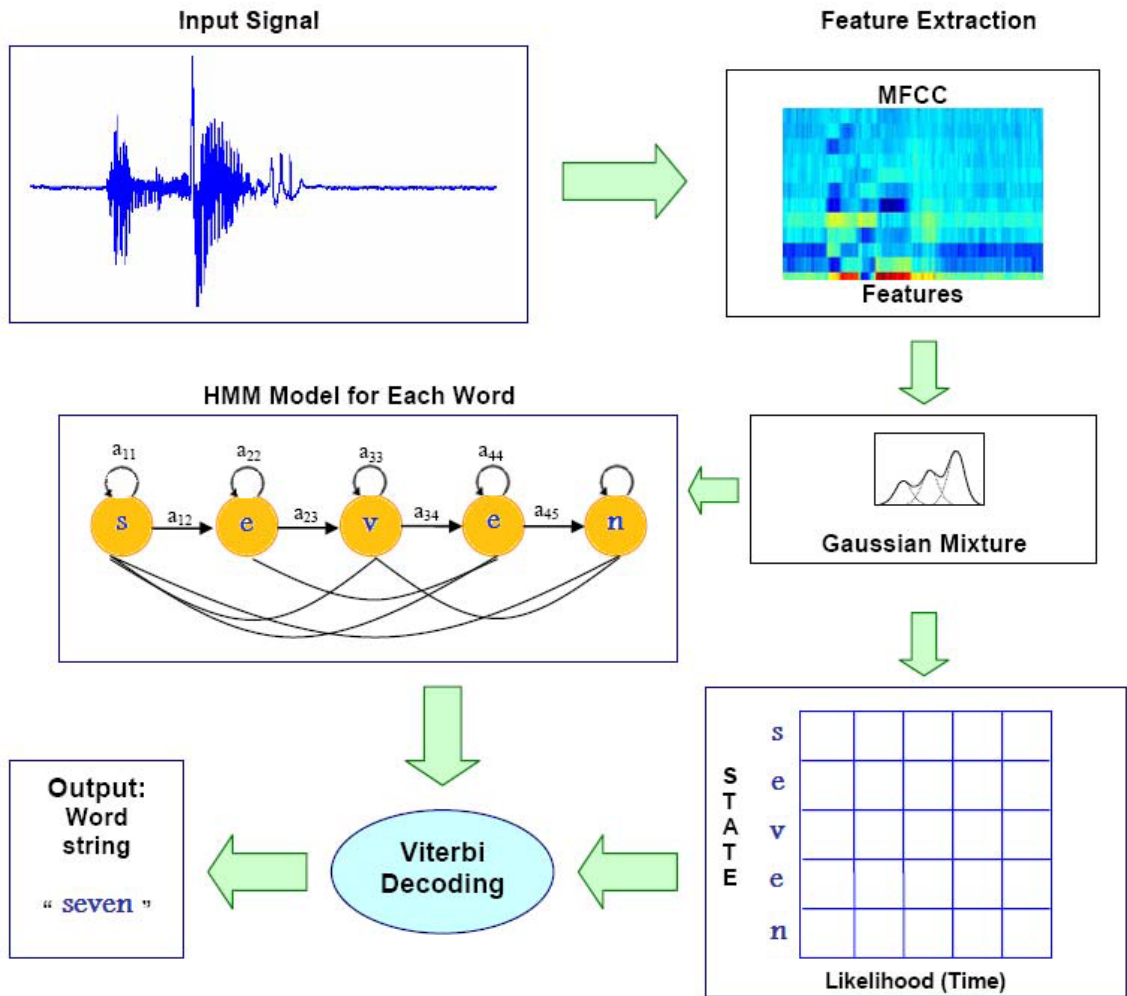 Input Signal
Feature Extraction
MFCC
Features
HMM Model for Each Word
a₁₁
a₂₂
a₃₃
a₄₄
s
a₁₂
e
a₂₃
v
a₃₄
e
a₄₅
n
Gaussian Mixture
Output:
Word
string
“ seven ”
Viterbi
Decoding
STATE
s
e
v
e
n
Likelihood (Time)